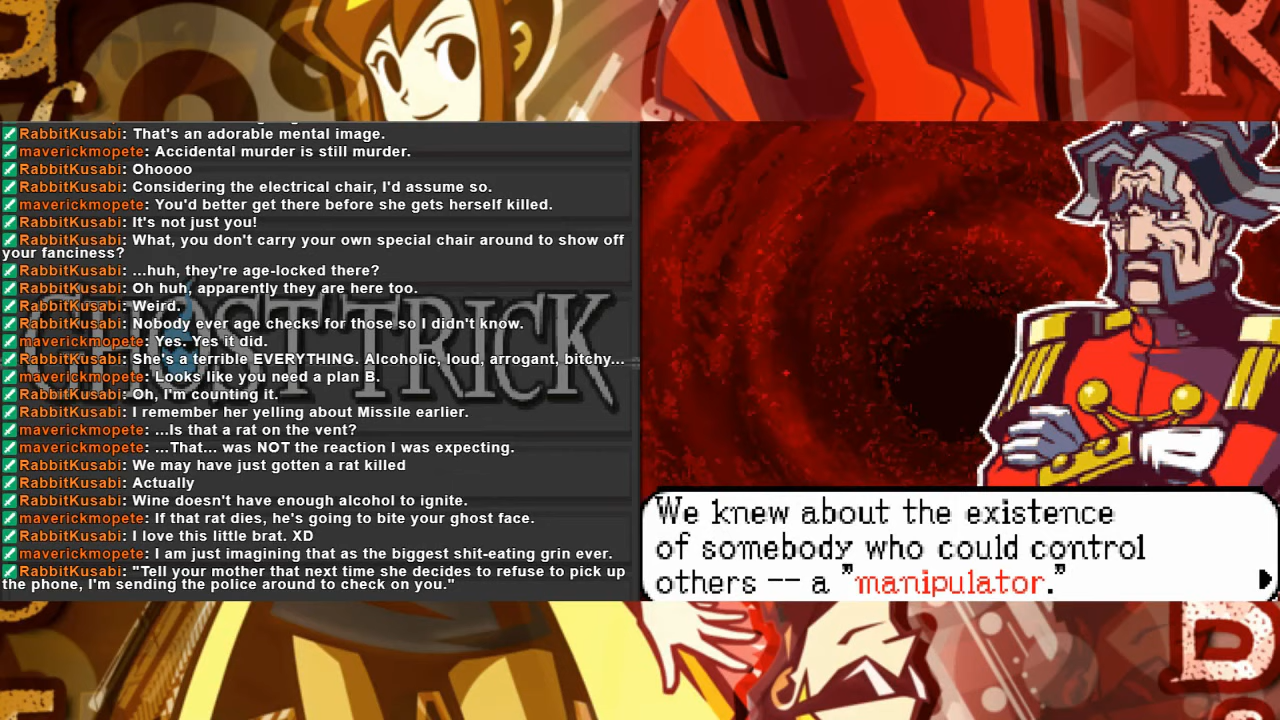 RabbitKusabi: That's an adorable mental image.
maverickmopete: Accidental murder is still murder.
RabbitKusabi: Ohoooo
RabbitKusabi: Considering the electrical chair, I'd assume so.
maverickmopete: You'd better get there before she gets herself killed.
RabbitKusabi: It's not just you!
RabbitKusabi: What, you don't carry your own special chair around to show off
your fanciness?
RabbitKusabi: ...huh, they're age-locked there?
RabbitKusabi: Oh huh, apparently they are here too.
RabbitKusabi: Weird.
RabbitKusabi: Nobody ever age checks for those so I didn't know.
maverickmopete: Yes. Yes it did.
RabbitKusabi: She's a terrible EVERYTHING. Alcoholic, loud, arrogant, bitchy...
maverickmopete: Looks like you need a plan B.
RabbitKusabi: Oh, I'm counting it.
RabbitKusabi: I remember her yelling about Missile earlier.
maverickmopete: ...Is that a rat on the vent?
maverickmopete: ...That... was NOT the reaction I was expecting.
RabbitKusabi: We may have just gotten a rat killed
RabbitKusabi: Actually
RabbitKusabi: Wine doesn't have enough alcohol to ignite.
maverickmopete: If that rat dies, he's going to bite your ghost face.
RabbitKusabi: I love this little brat. XD
maverickmopete: I am just imagining that as the biggest shit-eating grin ever.
RabbitKusabi: "Tell your mother that next time she decides to refuse to pick up
the phone, I'm sending the police around to check on you."
GHOST TRICK
We knew about the existence
of somebody who could control
others -- a "manipulator."
R
D